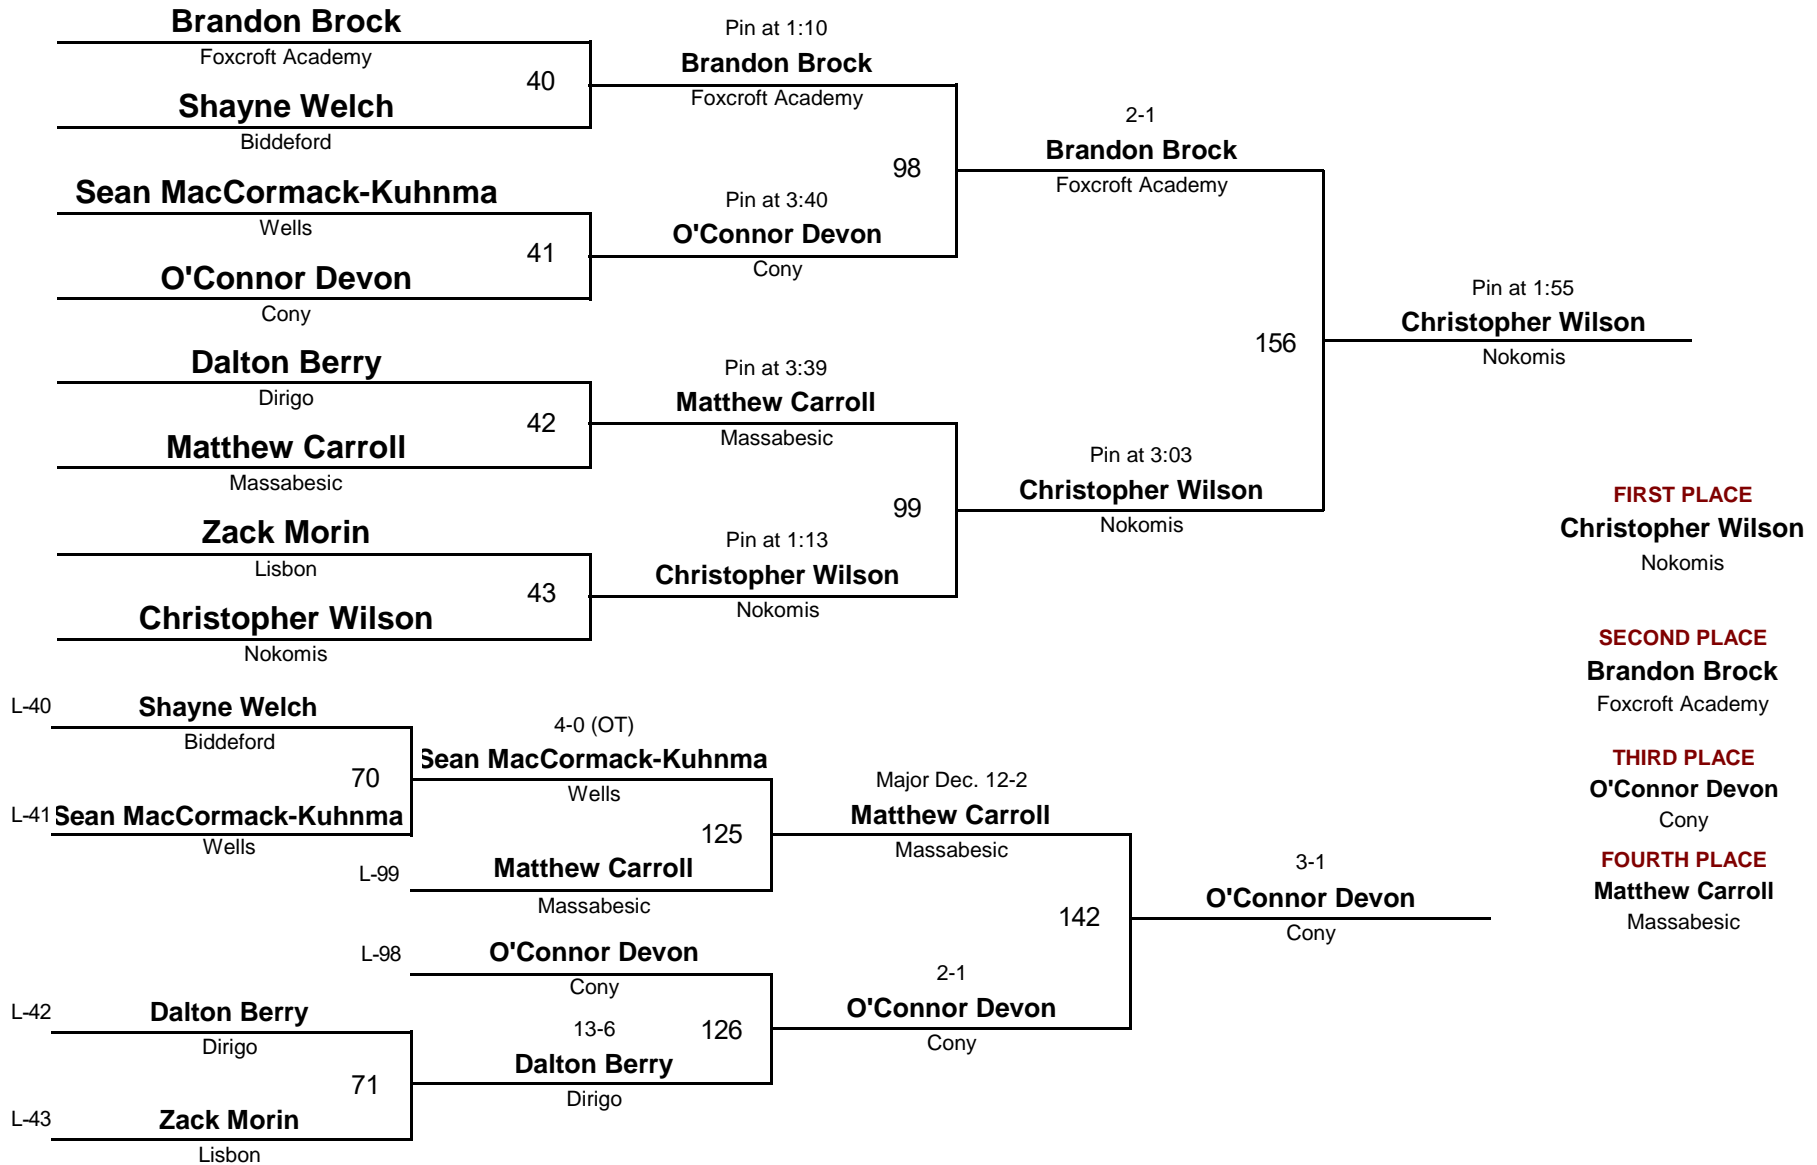 Brandon Brock
Foxcroft Academy
40
Shayne Welch
Biddeford
Sean MacCormack-Kuhnma
Wells
41
O'Connor Devon
Cony
Dalton Berry
Dirigo
42
Matthew Carroll
Massabesic
Zack Morin
Lisbon
43
Christopher Wilson
Nokomis
Pin at 1:10
Brandon Brock
Foxcroft Academy
98
Pin at 3:40
O'Connor Devon
Cony
Pin at 3:39
Matthew Carroll
Massabesic
99
Pin at 1:13
Christopher Wilson
Nokomis
2-1
Brandon Brock
Foxcroft Academy
156
Pin at 3:03
Christopher Wilson
Nokomis
Pin at 1:55
Christopher Wilson
Nokomis
FIRST PLACE
Christopher Wilson
Nokomis
SECOND PLACE
Brandon Brock
Foxcroft Academy
THIRD PLACE
O'Connor Devon
Cony
FOURTH PLACE
Matthew Carroll
Massabesic
L-40 Shayne Welch
Biddeford
70
L-41 Sean MacCormack-Kuhnma
Wells
4-0 (OT)
Sean MacCormack-Kuhnma
Wells
125
L-99 Matthew Carroll
Massabesic
L-98 O'Connor Devon
Cony
126
13-6
Dalton Berry
Dirigo
L-42 Dalton Berry
Dirigo
71
L-43 Zack Morin
Lisbon
Major Dec. 12-2
Matthew Carroll
Massabesic
142
2-1
O'Connor Devon
Cony
3-1
O'Connor Devon
Cony